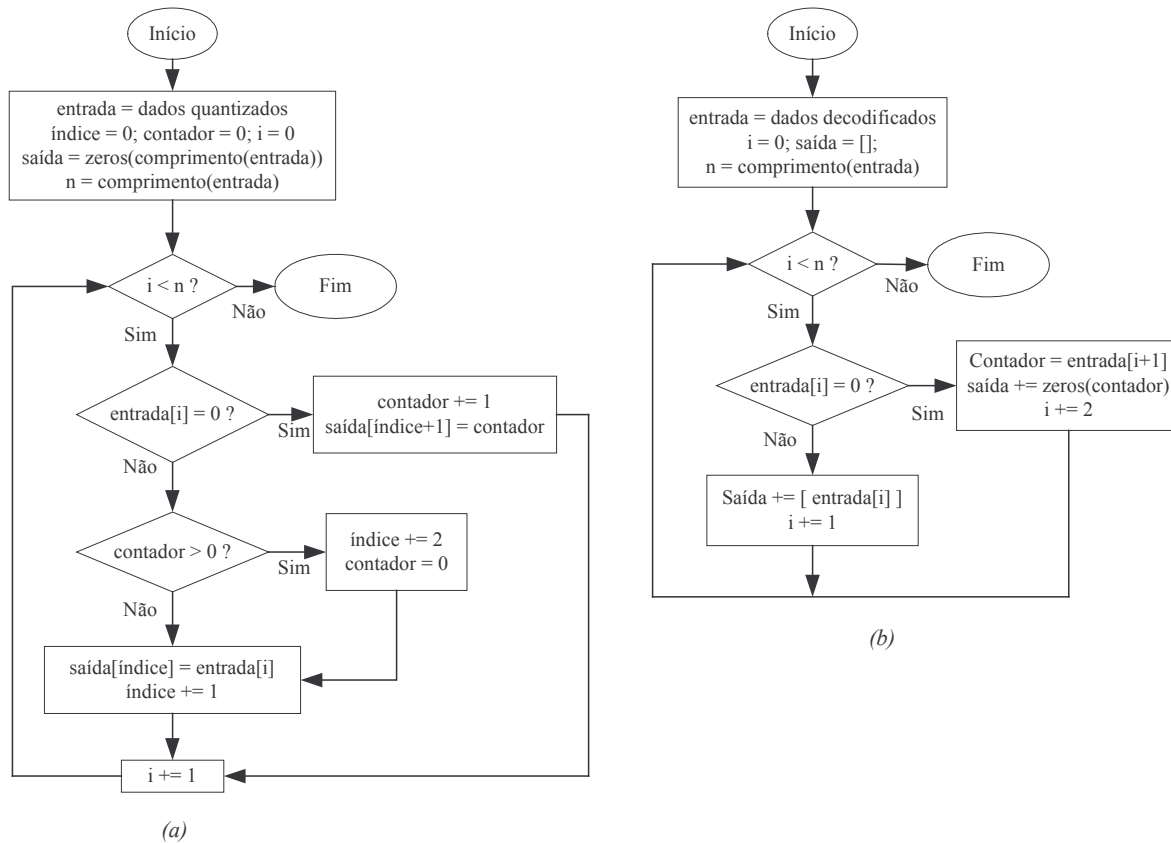 Início
entrada = dados quantizados
índice = 0; contador = 0; i = 0
saída = zeros(comprimento(entrada))
n = comprimento(entrada)
i < n ?
Não
Fim
Sim
entrada[i] = 0 ?
Sim
contador += 1
saída[índice+1] = contador
Não
contador > 0 ?
Sim
índice += 2
contador = 0
Não
saída[índice] = entrada[i]
índice += 1
i += 1
(a)
Início
entrada = dados decodificados
i = 0; saída = [];
n = comprimento(entrada)
i < n ?
Não
Fim
Sim
entrada[i] = 0 ?
Sim
Contador = entrada[i+1]
saída += zeros(contador)
i += 2
Não
Saída += [ entrada[i] ]
i += 1
(b)